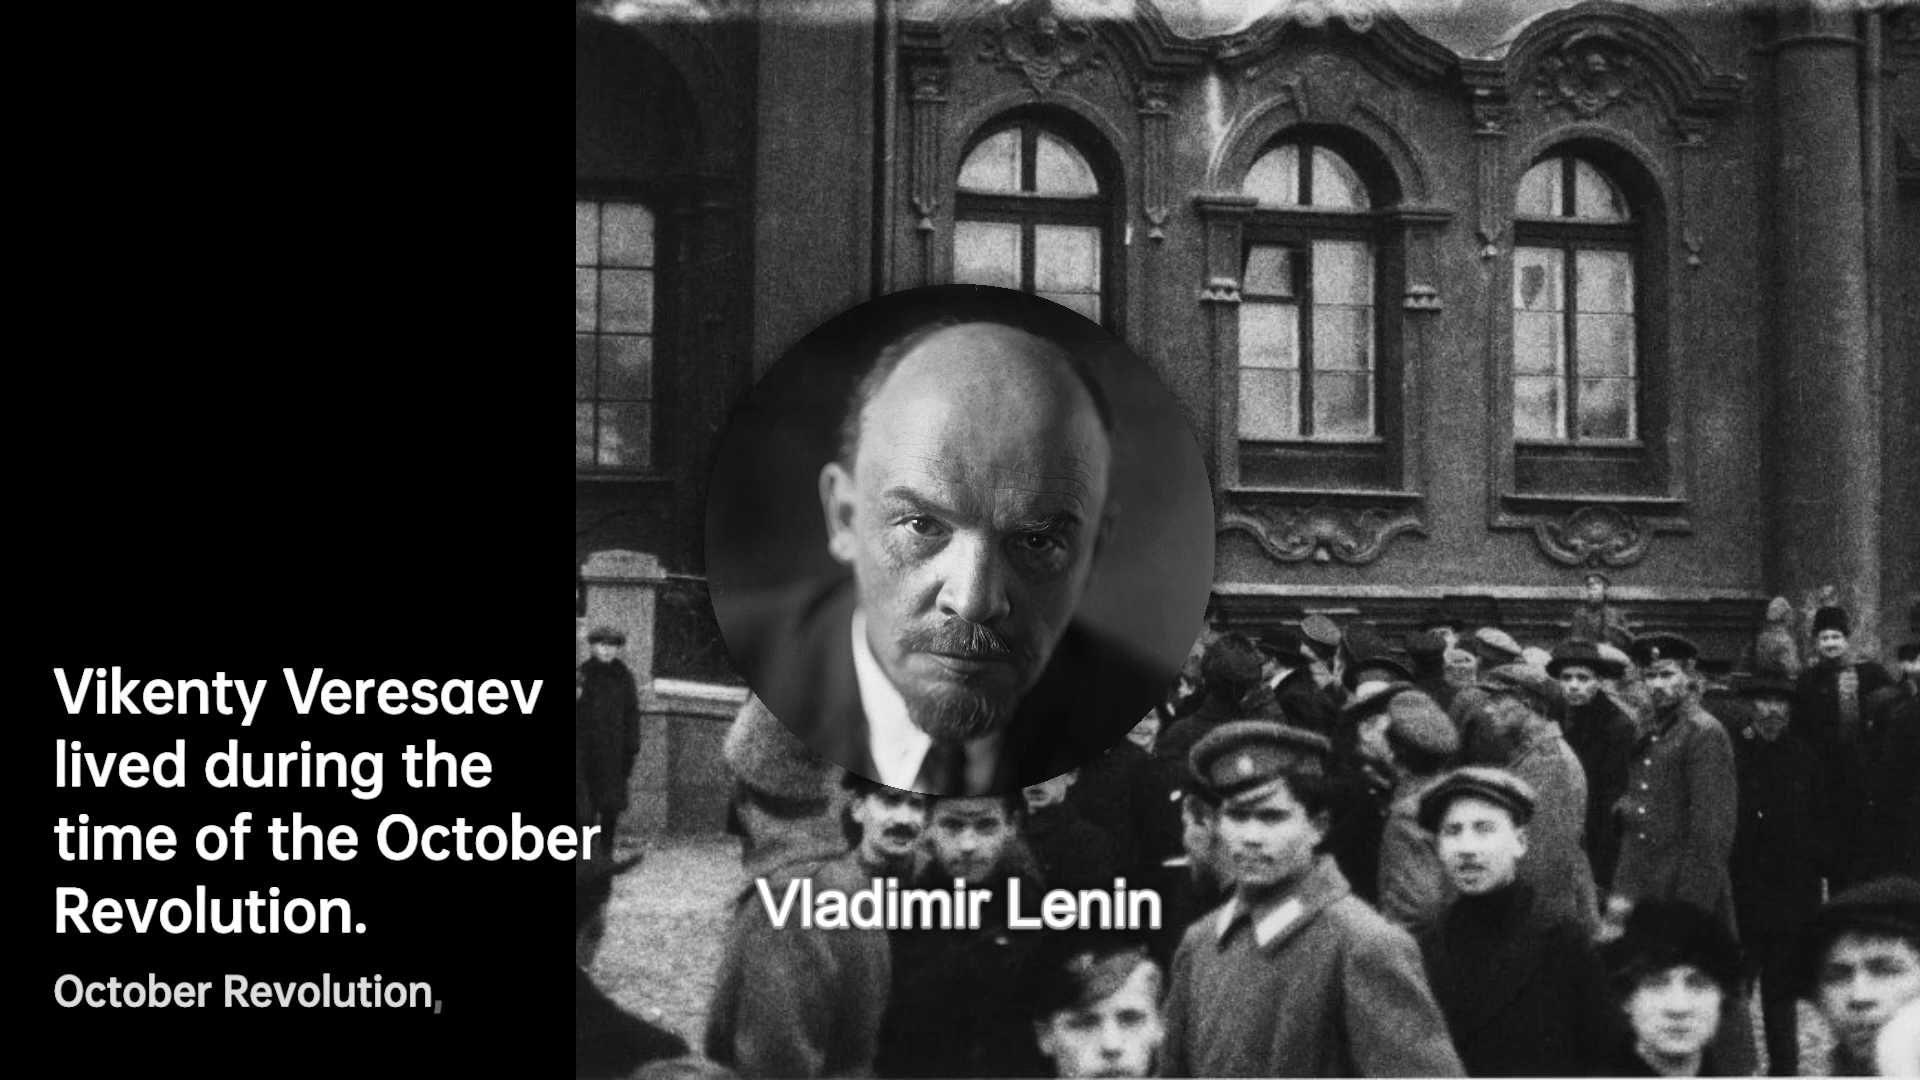 Vikenty Veresaev
lived during the
time of the October
Revolution.
October Revolution,
Vladimir Lenin